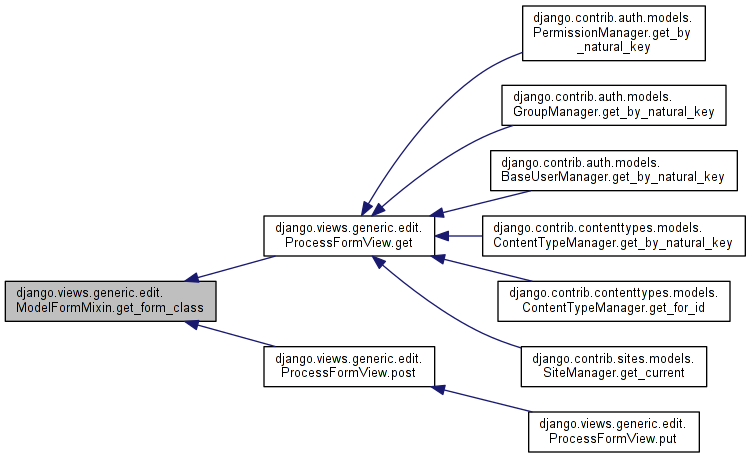 django.contrib.auth.models.
PermissionManager.get_by
_natural_key
django.contrib.auth.models.
GroupManager.get_by_natural_key
django.contrib.auth.models.
BaseUserManager.get_by_natural_key
django.views.generic.edit.
ProcessFormView.get
django.contrib.contenttypes.models.
ContentTypeManager.get_by_natural_key
django.views.generic.edit.
ModelFormMixin.get_form_class
django.contrib.contenttypes.models.
ContentTypeManager.get_for_id
django.views.generic.edit.
ProcessFormView.post
django.contrib.sites.models.
SiteManager.get_current
django.views.generic.edit.
ProcessFormView.put